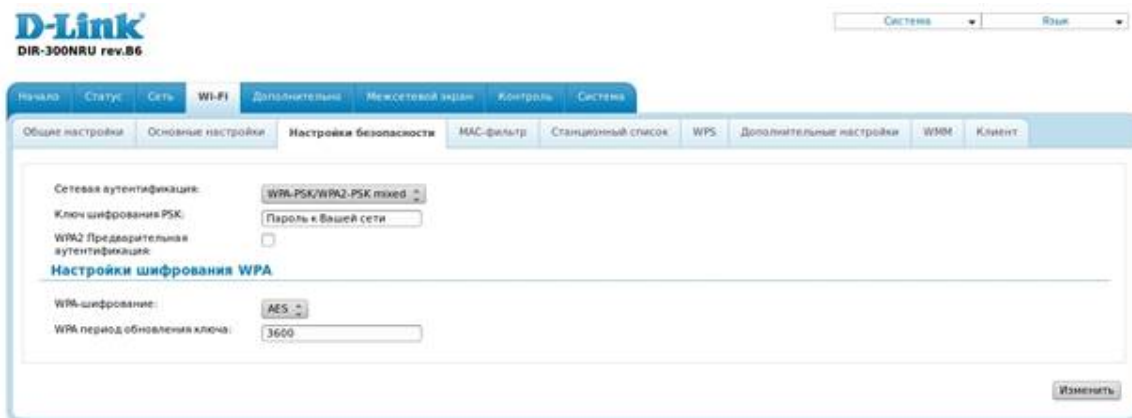 D-Link
DIR-300NRU rev.B6
Система
Язык
Начало Статус Сеть Wi-Fi Дополнительно Межсетевой экран Контроль Система
Общие настройки Основные настройки Настройки безопасности MAC-фильтр Станционный список WPS Дополнительные настройки WMM Клиент
Сетевая аутентификация: WPA-PSK/WPA2-PSK mixed
Ключ шифрования PSK: Пароль к Вашей сети
WPA2 Предварительная
аутентификация:
Настройки шифрования WPA
WPA-шифрование: AES
WPA период обновления ключа: 3600
Изменить